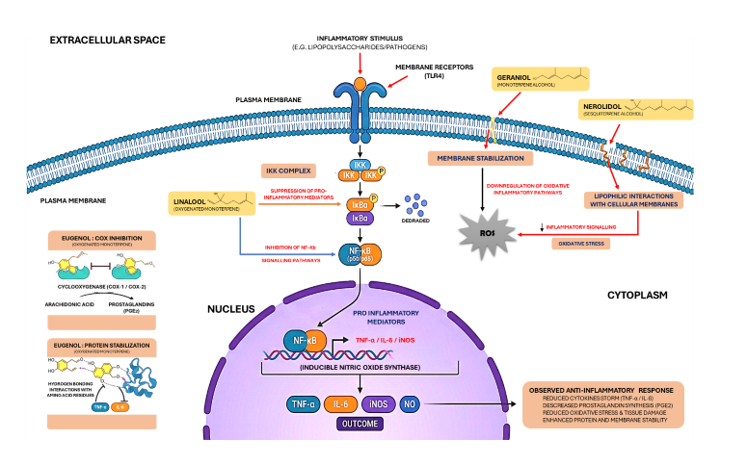 EXTRACELLULAR SPACE
INFLAMMATORY STIMULUS
(E.G. LIPOPOLYSACCHARIDES/PATHOGENS)
MEMBRANE RECEPTORS
(TLR4)
GERANIOL
(MONOTERPENE ALCOHOL)
NEROLIDOL
(SESQUITERPENE ALCOHOL)
PLASMA MEMBRANE
PLASMA MEMBRANE
IKK COMPLEX
IKK
IKK
IKK
P
MEMBRANE STABILIZATION
LINALOOL
(OXYGENATED MONOTERPENE)
SUPPRESSION OF PRO-
INFLAMMATORY MEDIATORS
P
IκBα
IκBα
DEDRADED
DOWNREGULATION OF OXIDATIVE
INFLAMMATORY PATHWAYS
LIPOPHILIC INTERACTIONS
WITH CELLULAR MEMBRANES
ROS
INFLAMMATORY SIGNALLING
OXIDATIVE STRESS
INHIBITION OF NF-Kb
SIGNALLING PATHWAYS
NF-κB
(p50/p65)
EUGENOL : COX INHIBITION
(OXYGENATED MONOTERPENE)
CYCLOOXYGENASE (COX-1 / COX-2)
ARACHIDONIC ACID
PROSTAGLANDINS
(PGE₂)
EUGENOL : PROTEIN STABILIZATION
(OXYGENATED MONOTERPENE)
HYDROGEN BONDING
INTERACTIONS WITH
AMINO ACID RESIDUES
TNF-α
IL-6
NUCLEUS
CYTOPLASM
PRO INFLAMMATORY
MEDIATORS
NF-κB
TNF-α / IL-6 / iNOS
(INDUCIBLE NITRIC OXIDE SYNTHASE)
TNF-α
IL-6
iNOS
NO
OUTCOME
OBSERVED ANTI-INFLAMMATORY RESPONSE
REDUCED CYTOKINES STORM (TNF-α / IL-6)
DESCREASED PROSTAGLANDIN SYNTHESIS (PGE2)
REDUCED OXIDATIVE STRESS & TISSUE DAMAGE
ENHANCED PROTEIN AND MEMBRANE STABILITY